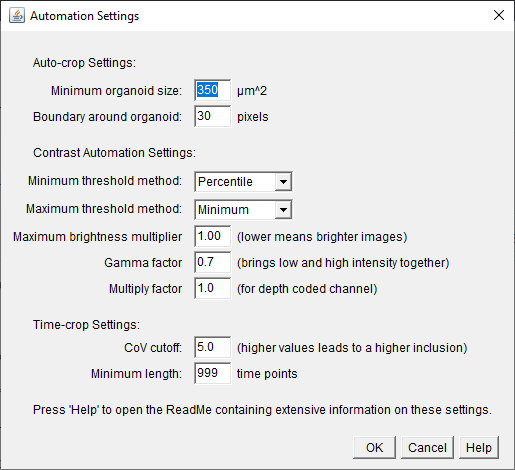 Automation Settings
Auto-crop Settings:
Minimum organoid size: 350 µm^2
Boundary around organoid: 30 pixels
Contrast Automation Settings:
Minimum threshold method: Percentile
Maximum threshold method: Minimum
Maximum brightness multiplier 1.00 (lower means brighter images)
Gamma factor 0.7 (brings low and high intensity together)
Multiply factor 1.0 (for depth coded channel)
Time-crop Settings:
CoV cutoff: 5.0 (higher values leads to a higher inclusion)
Minimum length: 999 time points
Press 'Help' to open the ReadMe containing extensive information on these settings.
OK Cancel Help